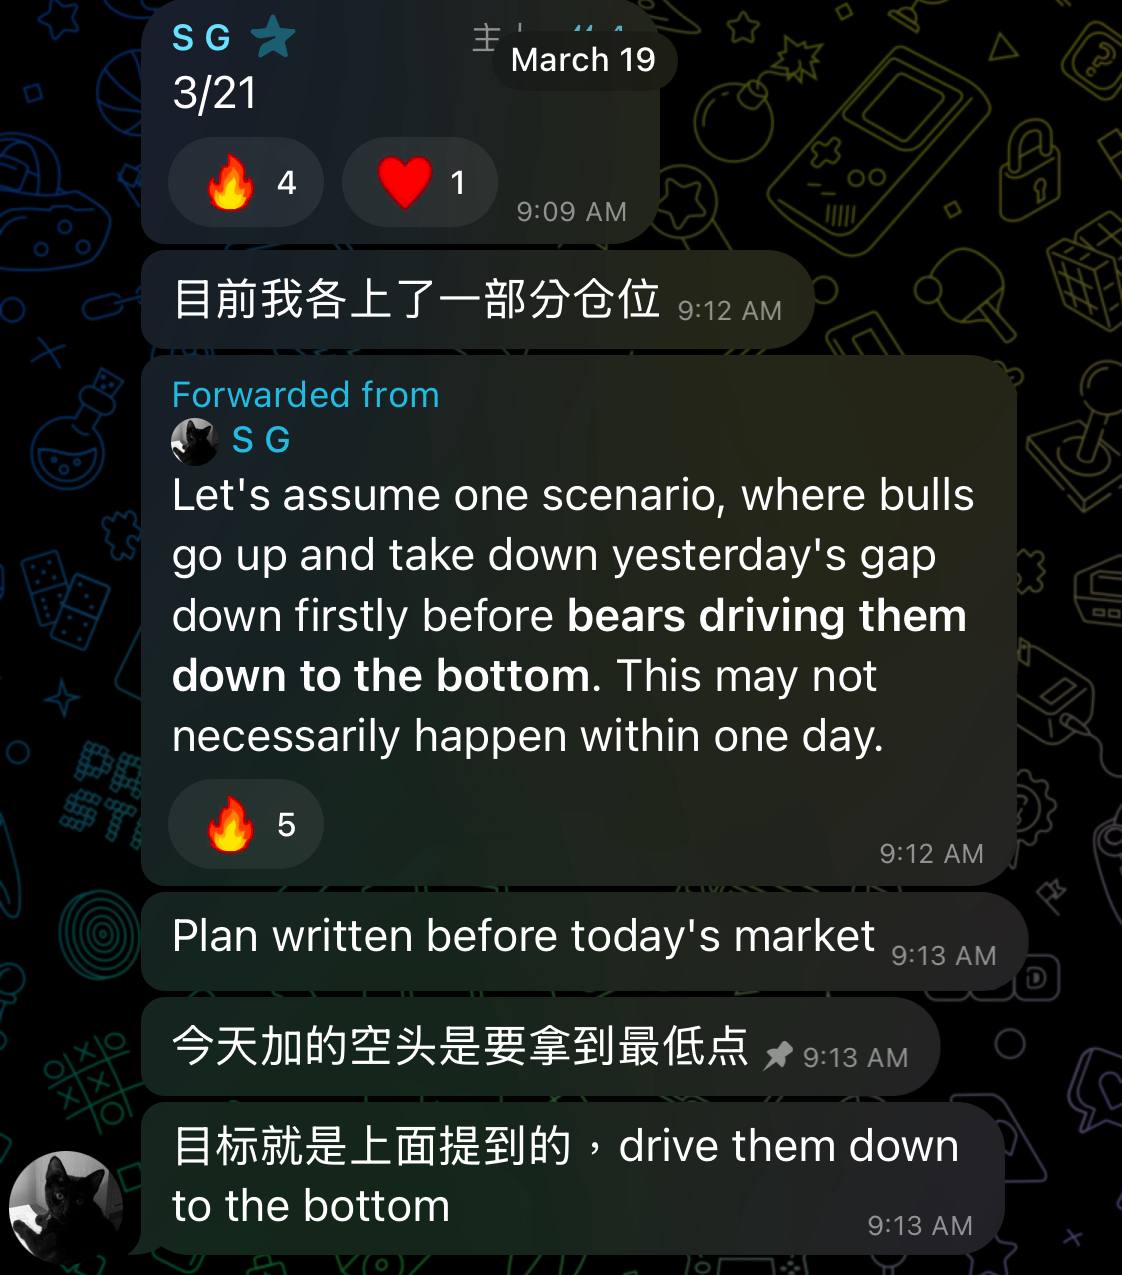 S G
March 19
3/21
4 1
9:09 AM
目前我各上了一部分仓位 9:12 AM
Forwarded from
S G
Let's assume one scenario, where bulls
go up and take down yesterday's gap
down firstly before bears driving them
down to the bottom. This may not
necessarily happen within one day.
5
9:12 AM
Plan written before today's market 9:13 AM
今天加的空头是要拿到最低点 9:13 AM
目标就是上面提到的，drive them down
to the bottom
9:13 AM